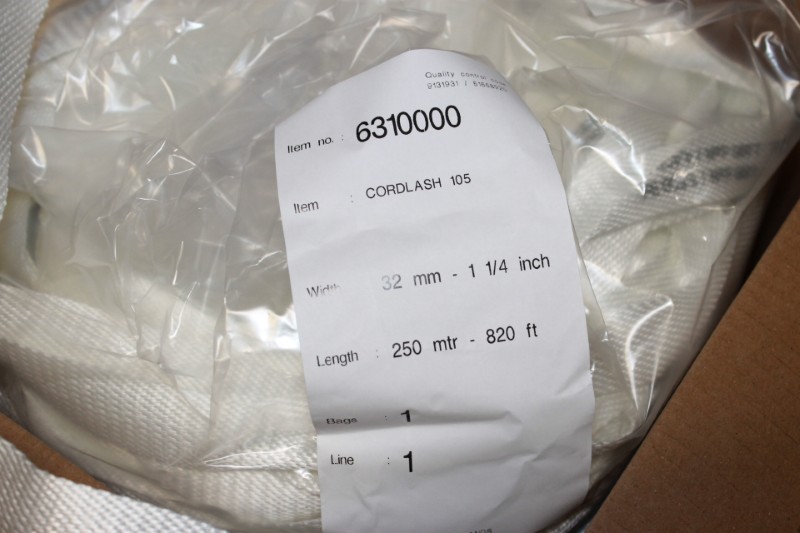 Quality control
9131931 /
Item no. : 6310000
Item : CORDLASH 105
Width 32 mm - 1 1/4 inch
Length : 250 mtr - 820 ft
Bags : 1
Line : 1